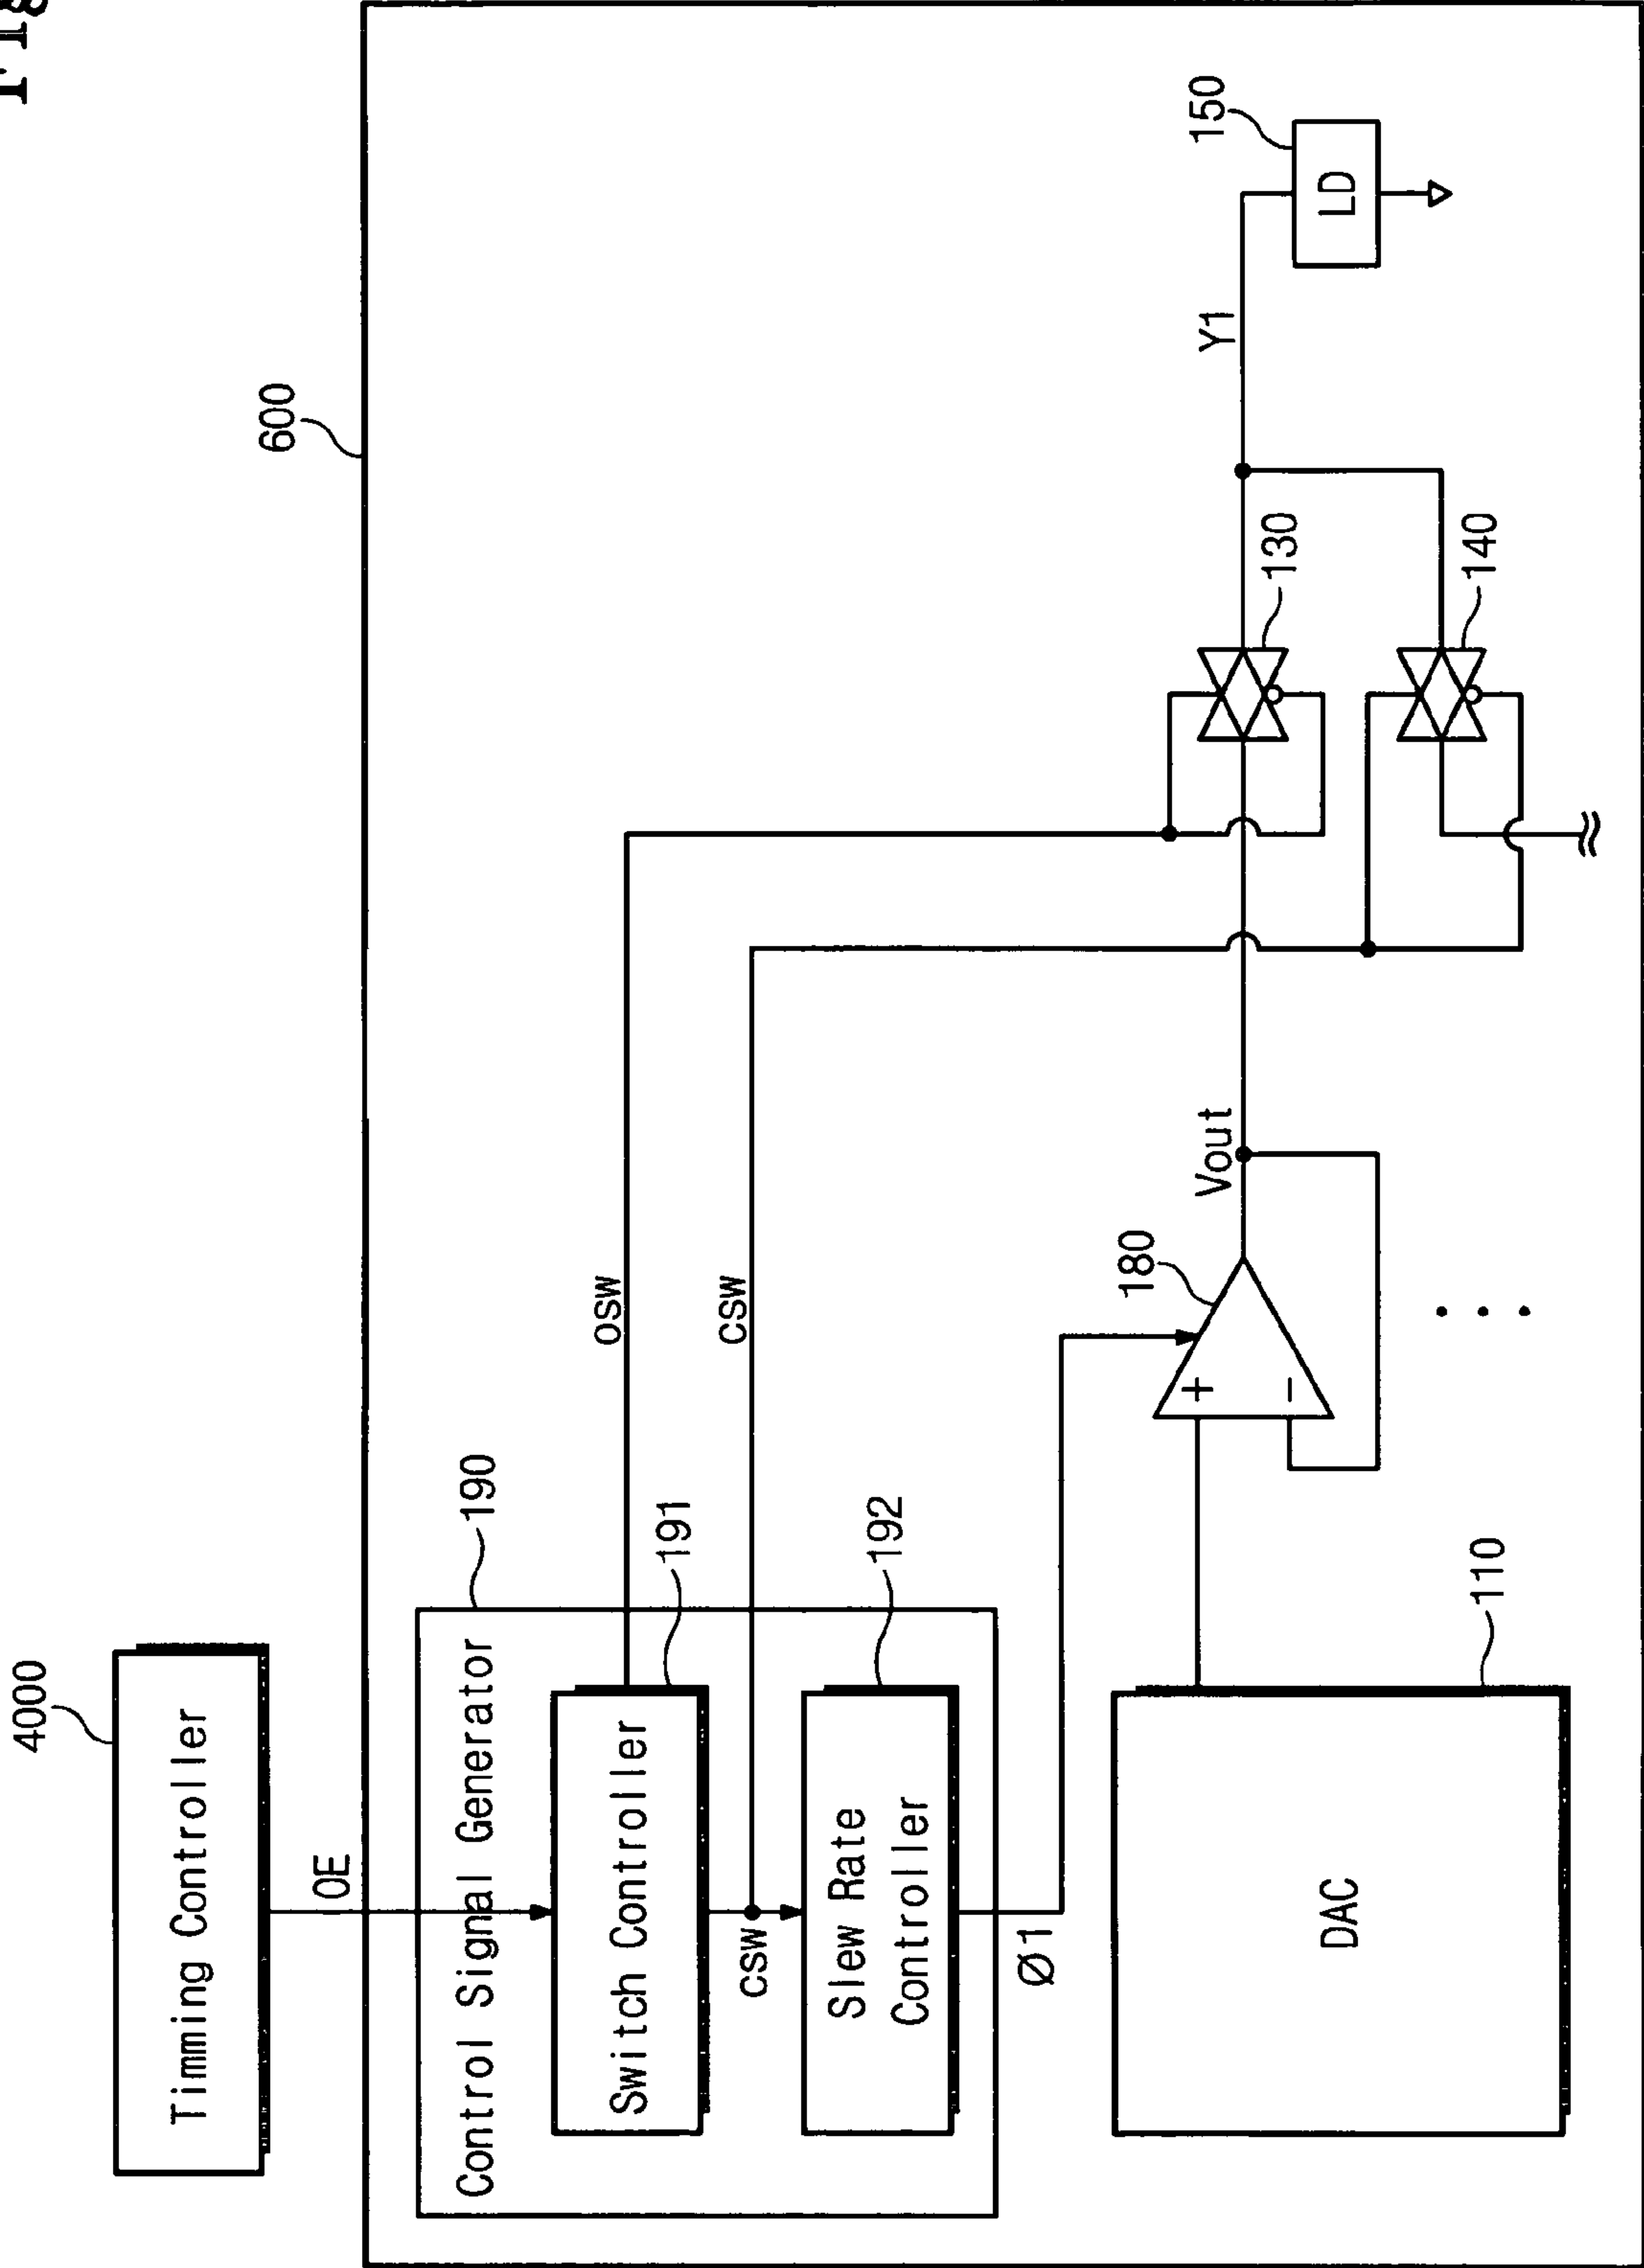 4000
Timming Controller
OE
600
190
Control Signal Generator
191
Switch Controller
osw
csw
csw
192
Slew Rate
Controller
Ø1
180
+
−
Vout
Y1
150
LD
130
140
110
DAC